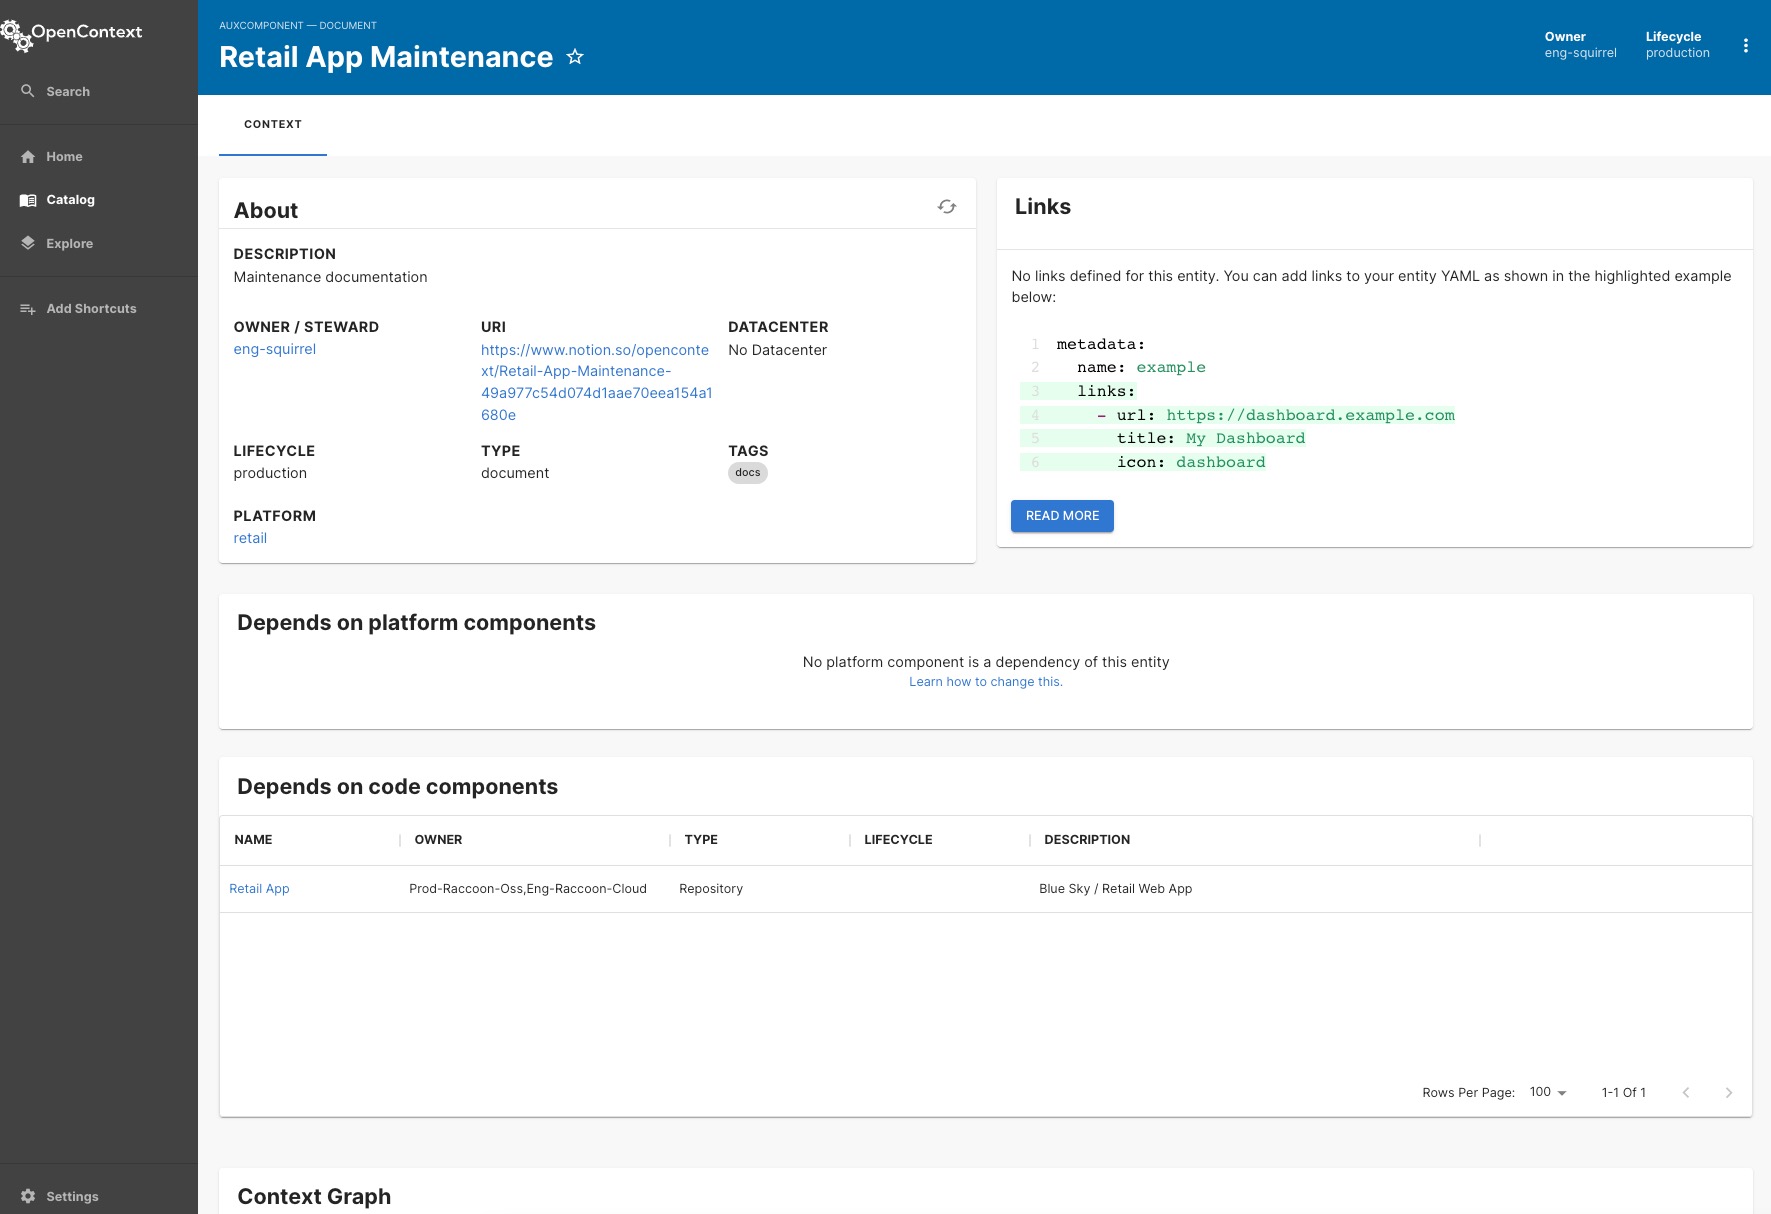 OpenContext
Search
Home
Catalog
Explore
Add Shortcuts
Settings
AUXCOMPONENT — DOCUMENT
Retail App Maintenance
Owner
eng-squirrel
Lifecycle
production
CONTEXT
About
DESCRIPTION
Maintenance documentation
OWNER / STEWARD
eng-squirrel
URI
https://www.notion.so/openconte
xt/Retail-App-Maintenance-
49a977c54d074d1aae70eea154a1
680e
DATACENTER
No Datacenter
LIFECYCLE
production
TYPE
document
TAGS
docs
PLATFORM
retail
Links
No links defined for this entity. You can add links to your entity YAML as shown in the highlighted example
below:
1 metadata:
2   name: example
3   links:
4     - url: https://dashboard.example.com
5       title: My Dashboard
6       icon: dashboard
READ MORE
Depends on platform components
No platform component is a dependency of this entity
Learn how to change this.
Depends on code components
NAME OWNER TYPE LIFECYCLE DESCRIPTION
Retail App Prod-Raccoon-Oss,Eng-Raccoon-Cloud Repository Blue Sky / Retail Web App
Rows Per Page: 100 1-1 Of 1
Context Graph